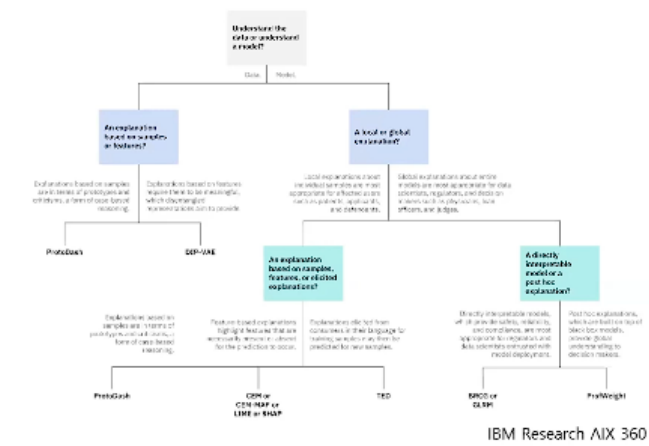 Understand the
data or understand
a model?
Data.
Model.
An explanation
based on samples
or features?
A local or global
explanation?
Explanations based on samples
are in terms of prototypes and
criticisms, a form of case-based
reasoning.
Explanations based on features
require them to be meaningful,
which disentangled
representations aim to provide.
Local explanations about
individual samples are most
appropriate for affected users
such as patients, applicants,
and defendants.
Global explanations about entire
models are most appropriate for data
scientists, regulators, and decision
makers such as physicians, loan
officers, and judges.
ProtoDash
DIP-VAE
An explanation
based on samples,
features, or elicited
explanations?
A directly
interpretable
model or a
post hoc
explanation?
Explanations based on
samples are in terms of
prototypes and criticisms, a
form of case-based
reasoning.
Feature-based explanations
highlight features that are
necessarily present or absent
for the prediction to occur.
Explanations elicited from
consumers in their language for
training samples may then be
predicted for new samples.
Directly interpretable models,
which provide safety, reliability,
and compliance, are most
appropriate for regulators and
data scientists entrusted with
model deployment.
Post hoc explanations,
which are built on top of
black box models,
provide global
understanding to
decision makers.
ProtoDash
CEM or
CEM-MAF or
LIME or SHAP
TED
BRCG or
GLRM
ProfWeight
IBM Research AIX 360